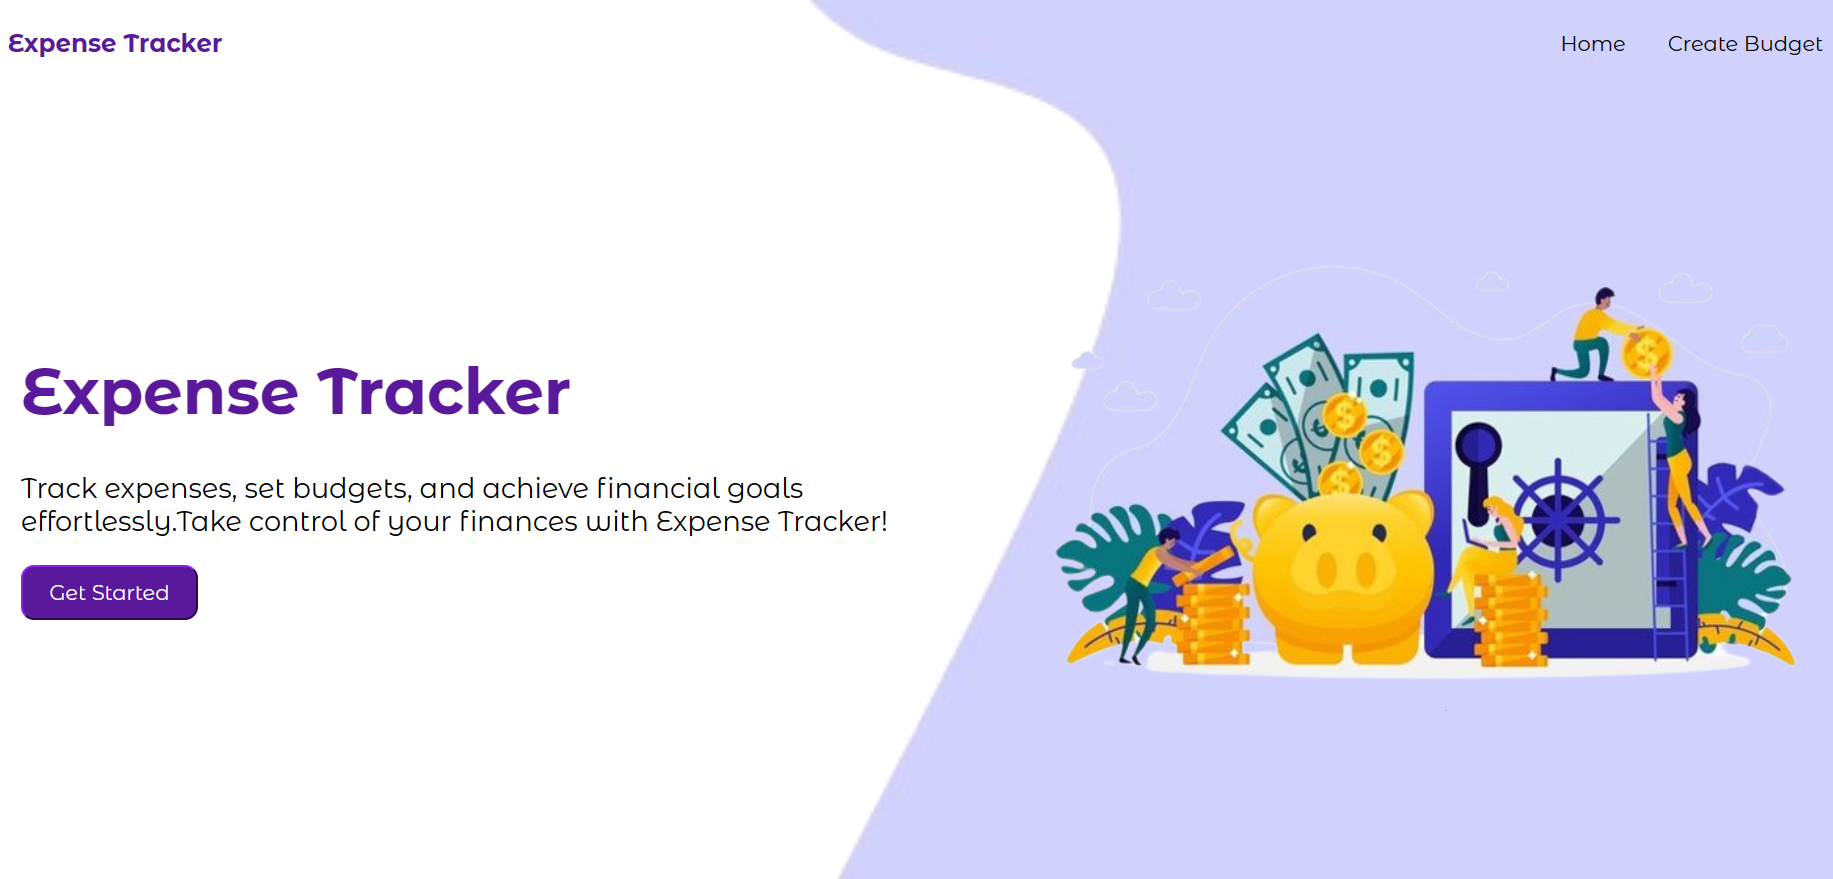 Expense Tracker
Home
Create Budget
Expense Tracker
Track expenses, set budgets, and achieve financial goals
effortlessly.Take control of your finances with Expense Tracker!
Get Started